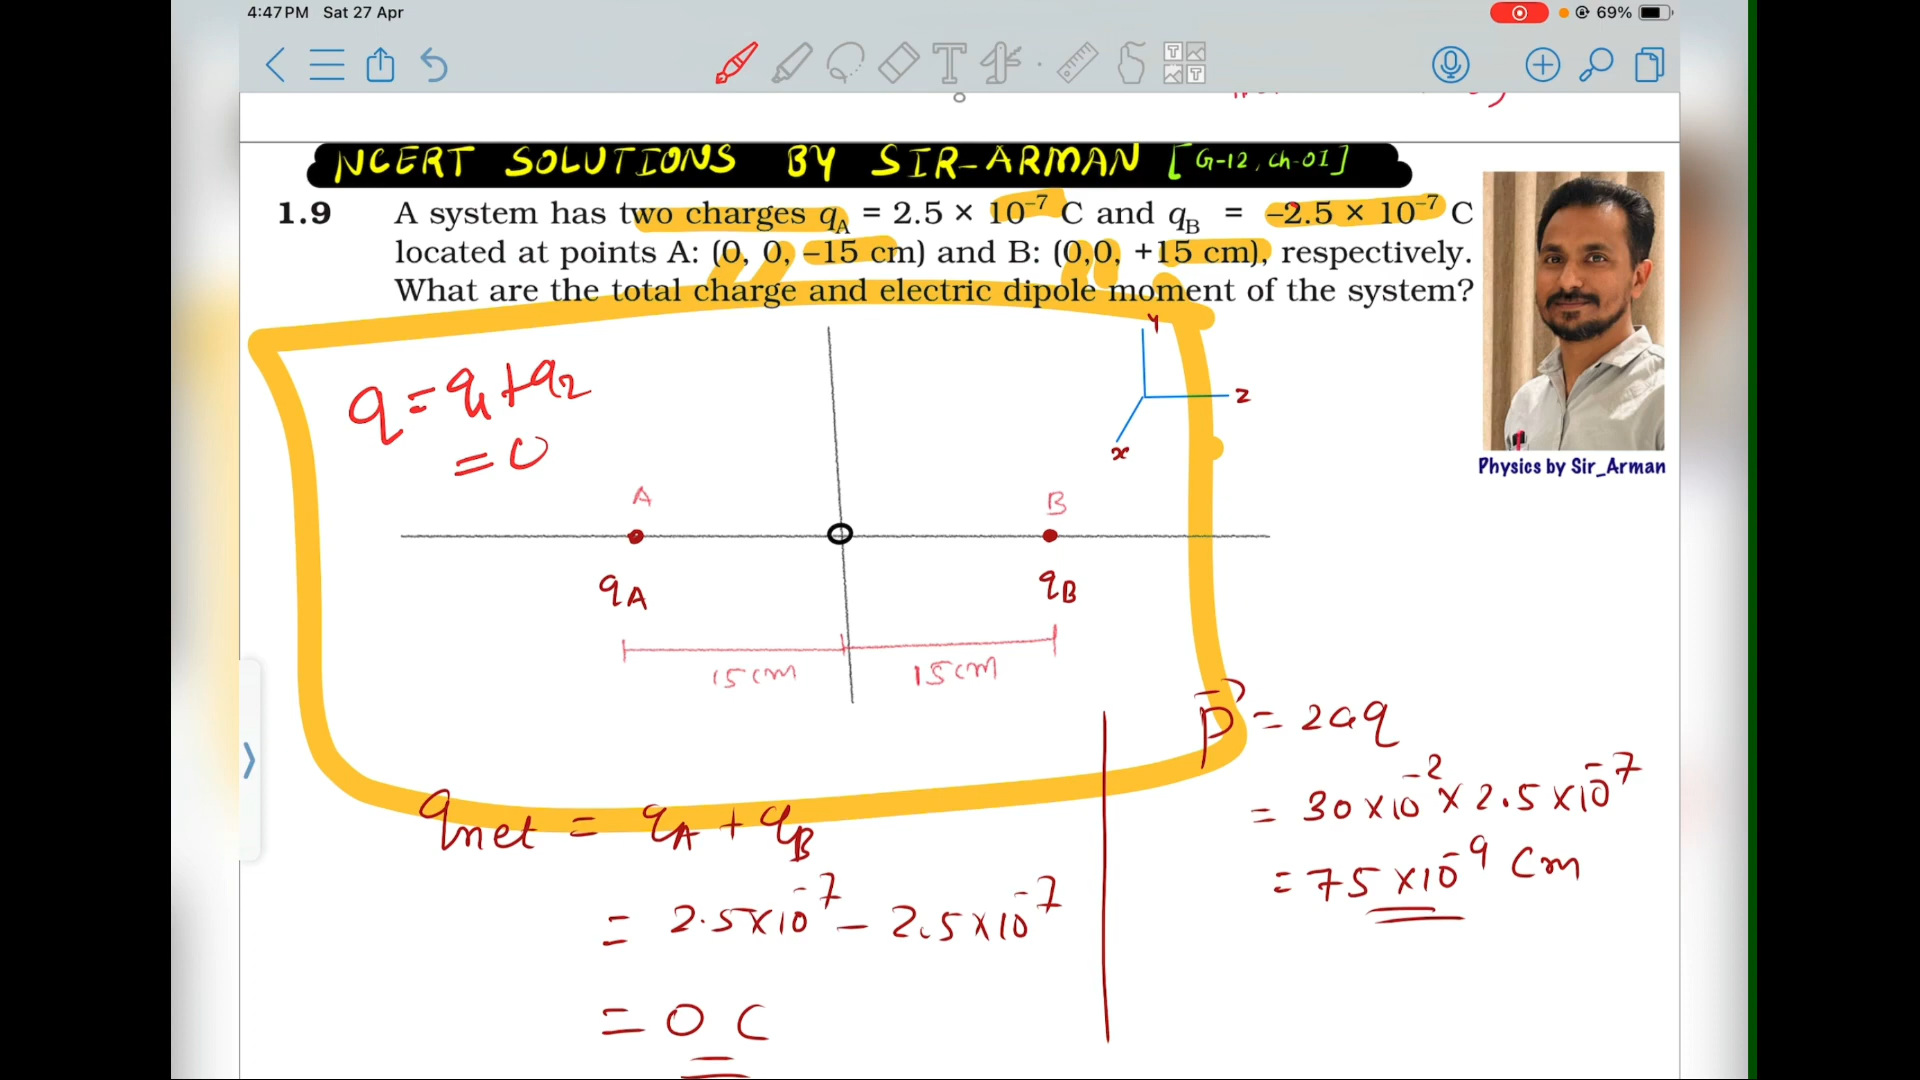 4:47 PM Sat 27 Apr
69%
NCERT SOLUTIONS BY SIR-ARMAN [G-12, Ch-01]
1.9 A system has two charges qA = 2.5 × 10⁻⁷ C and qB = –2.5 × 10⁻⁷ C
located at points A: (0, 0, –15 cm) and B: (0,0, +15 cm), respectively.
What are the total charge and electric dipole moment of the system?
Physics by Sir_Arman
y
z
x
q = q1 + q2
= 0
A
B
qA
qB
15 cm
15 cm
qnet = qA + qB
= 2.5×10⁻⁷ – 2.5×10⁻⁷
= 0 C
p⃗ = 2aq
= 30×10⁻² × 2.5×10⁻⁷
= 75×10⁻⁹ Cm